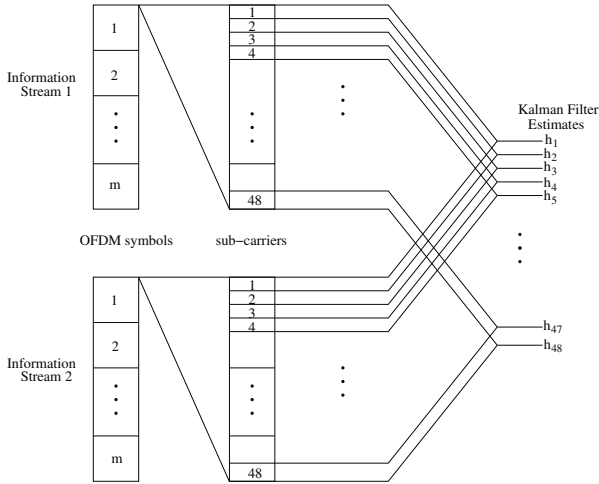 Information
Stream 1
1
2
m
OFDM symbols
1
2
3
4
48
sub−carriers
Kalman Filter
Estimates
h1
h2
h3
h4
h5
h47
h48
Information
Stream 2
1
2
m
1
2
3
4
48